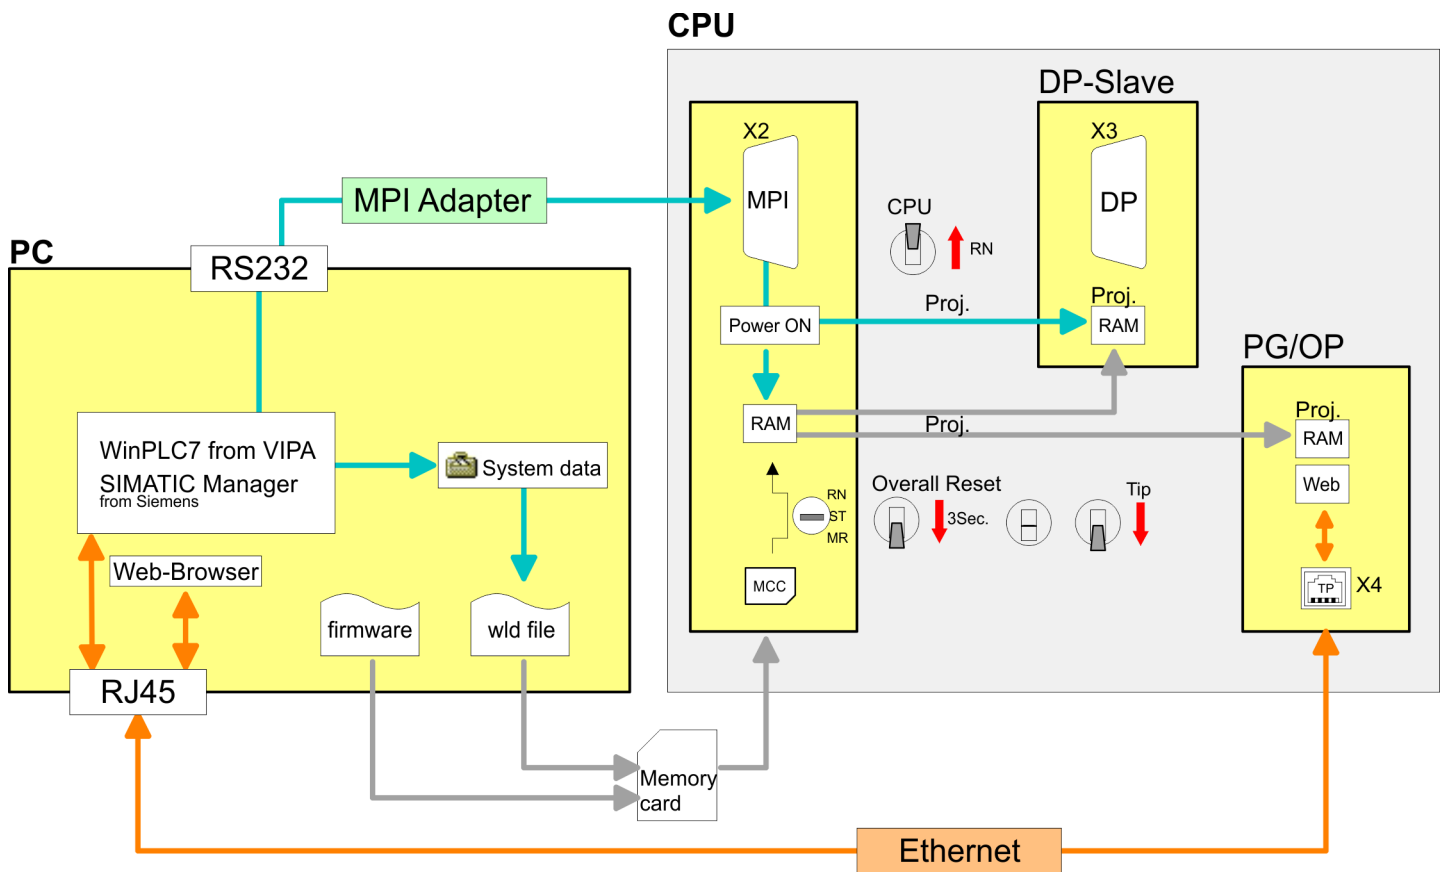 CPU
DP-Slave
X2
X3
MPI
DP
MPI Adapter
CPU
RN
PC
RS232
Proj.
Proj.
Power ON
RAM
PG/OP
RAM
Proj.
Proj.
RAM
WinPLC7 from VIPA
SIMATIC Manager
from Siemens
System data
Web
Overall Reset
3Sec.
Tip
RN
ST
MR
Web-Browser
MCC
TP
X4
firmware
wld file
RJ45
Memory
card
Ethernet